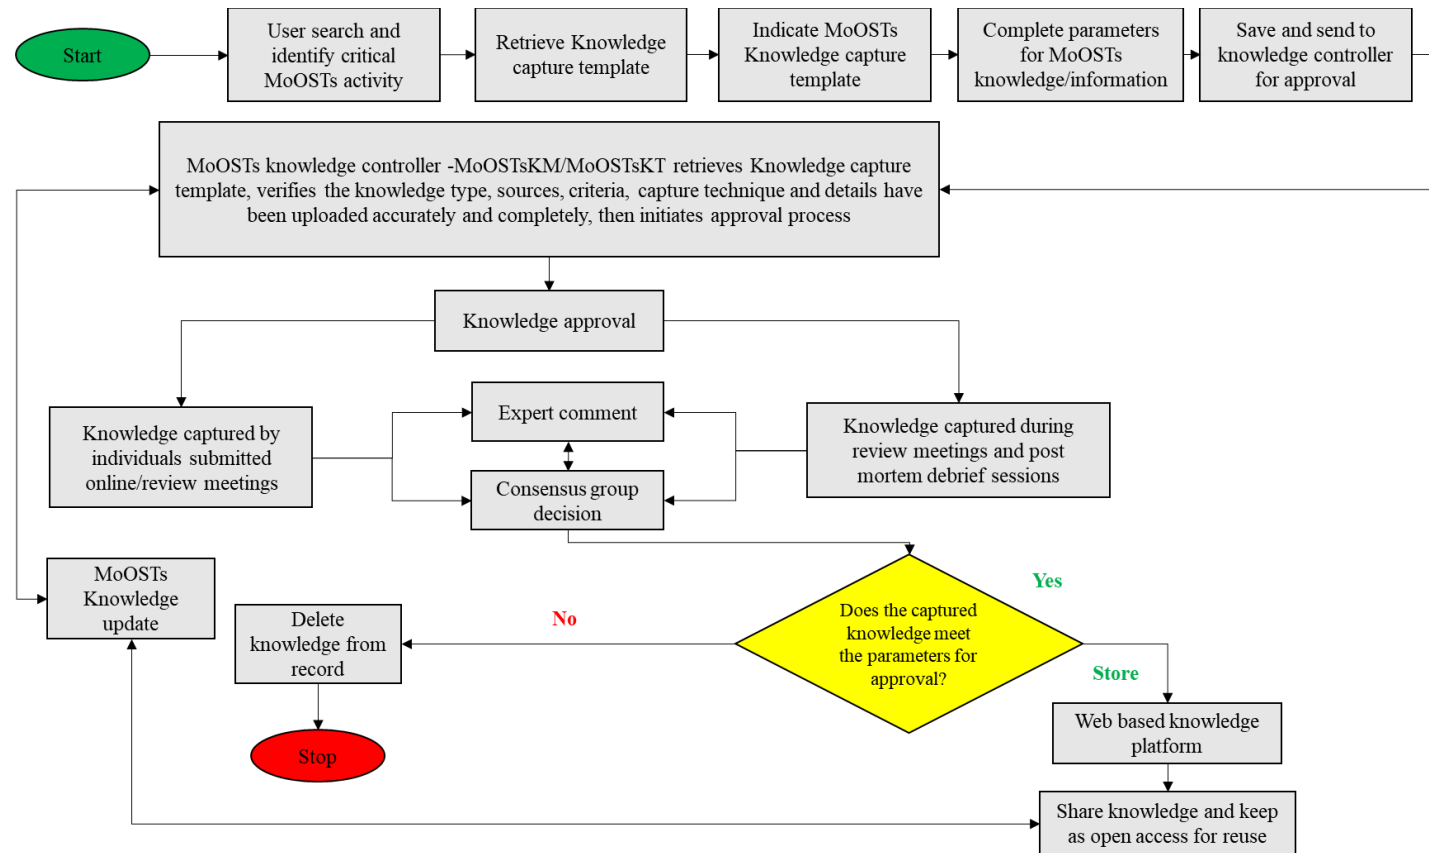 Start
User search and
identify critical
MoOSTs activity
Retrieve Knowledge
capture template
Indicate MoOSTs
Knowledge capture
template
Complete parameters
for MoOSTs
knowledge/information
Save and send to
knowledge controller
for approval
MoOSTs knowledge controller -MoOSTsKM/MoOSTsKT retrieves Knowledge capture
template, verifies the knowledge type, sources, criteria, capture technique and details have
been uploaded accurately and completely, then initiates approval process
Knowledge approval
Knowledge captured by
individuals submitted
online/review meetings
Expert comment
Consensus group
decision
Knowledge captured during
review meetings and post
mortem debrief sessions
MoOSTs
Knowledge
update
Delete
knowledge from
record
No
Does the captured
knowledge meet
the parameters for
approval?
Yes
Store
Stop
Web based knowledge
platform
Share knowledge and keep
as open access for reuse